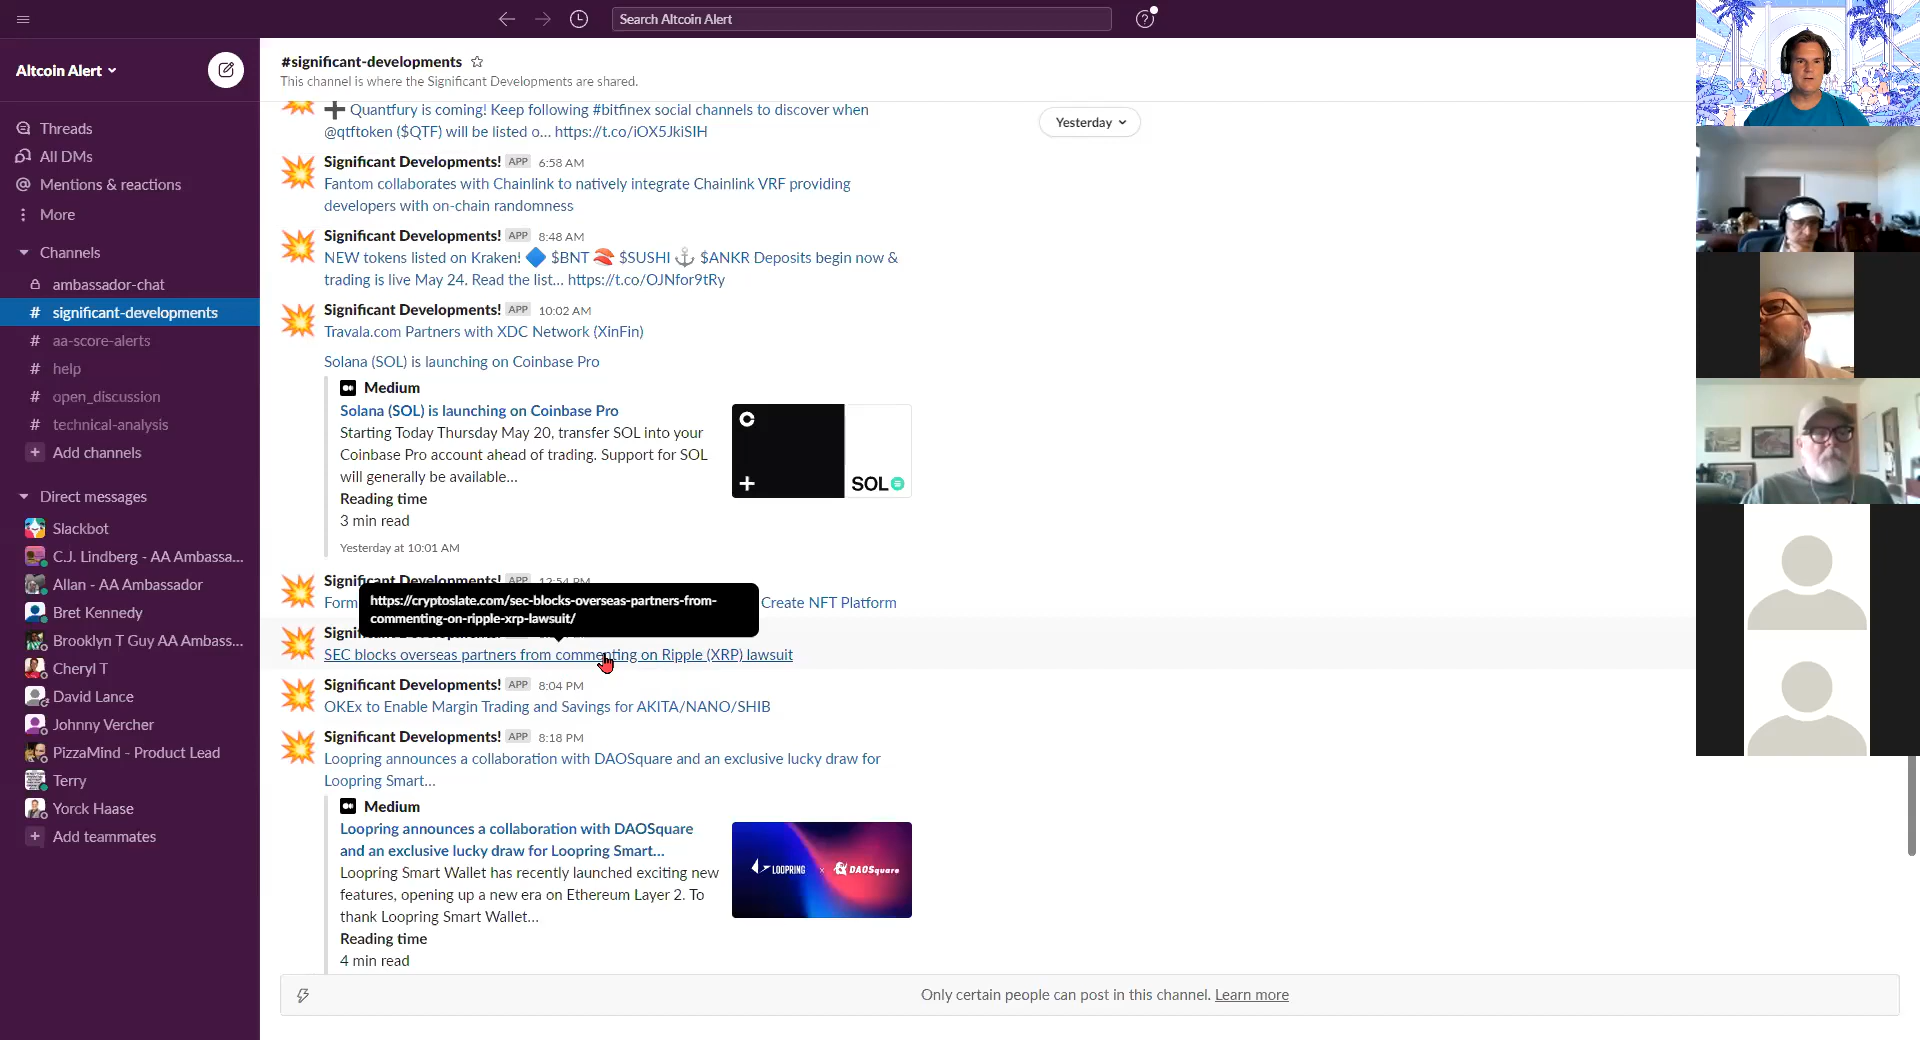 Search Altcoin Alert
Altcoin Alert
Threads
All DMs
Mentions & reactions
More
Channels
ambassador-chat
# significant-developments
# aa-score-alerts
# help
# open_discussion
# technical-analysis
+ Add channels
Direct messages
Slackbot
C.J. Lindberg - AA Ambassa...
Allan - AA Ambassador
Bret Kennedy
Brooklyn T Guy AA Ambass...
Cheryl T
David Lance
Johnny Vercher
PizzaMind - Product Lead
Terry
Yorck Haase
+ Add teammates
#significant-developments
This channel is where the Significant Developments are shared.
Yesterday
➕ Quantfury is coming! Keep following #bitfinex social channels to discover when
@qtftoken ($QTF) will be listed o... https://t.co/iOX5JkiSIH
Significant Developments! APP 6:58 AM
Fantom collaborates with Chainlink to natively integrate Chainlink VRF providing
developers with on-chain randomness
Significant Developments! APP 8:48 AM
NEW tokens listed on Kraken! 🔷 $BNT 🍣 $SUSHI ⚓ $ANKR Deposits begin now &
trading is live May 24. Read the list... https://t.co/OJNfor9tRy
Significant Developments! APP 10:02 AM
Travala.com Partners with XDC Network (XinFin)
Solana (SOL) is launching on Coinbase Pro
Medium
Solana (SOL) is launching on Coinbase Pro
Starting Today Thursday May 20, transfer SOL into your
Coinbase Pro account ahead of trading. Support for SOL
will generally be available...
Reading time
3 min read
SOL
Yesterday at 10:01 AM
Significant Developments! APP 12:54 PM
Form
Create NFT Platform
https://cryptoslate.com/sec-blocks-overseas-partners-from-
commenting-on-ripple-xrp-lawsuit/
SEC blocks overseas partners from commenting on Ripple (XRP) lawsuit
Significant Developments! APP 8:04 PM
OKEx to Enable Margin Trading and Savings for AKITA/NANO/SHIB
Significant Developments! APP 8:18 PM
Loopring announces a collaboration with DAOSquare and an exclusive lucky draw for
Loopring Smart...
Medium
Loopring announces a collaboration with DAOSquare
and an exclusive lucky draw for Loopring Smart...
Loopring Smart Wallet has recently launched exciting new
features, opening up a new era on Ethereum Layer 2. To
thank Loopring Smart Wallet...
Reading time
4 min read
LOOPRING x DAOSquare
Only certain people can post in this channel. Learn more